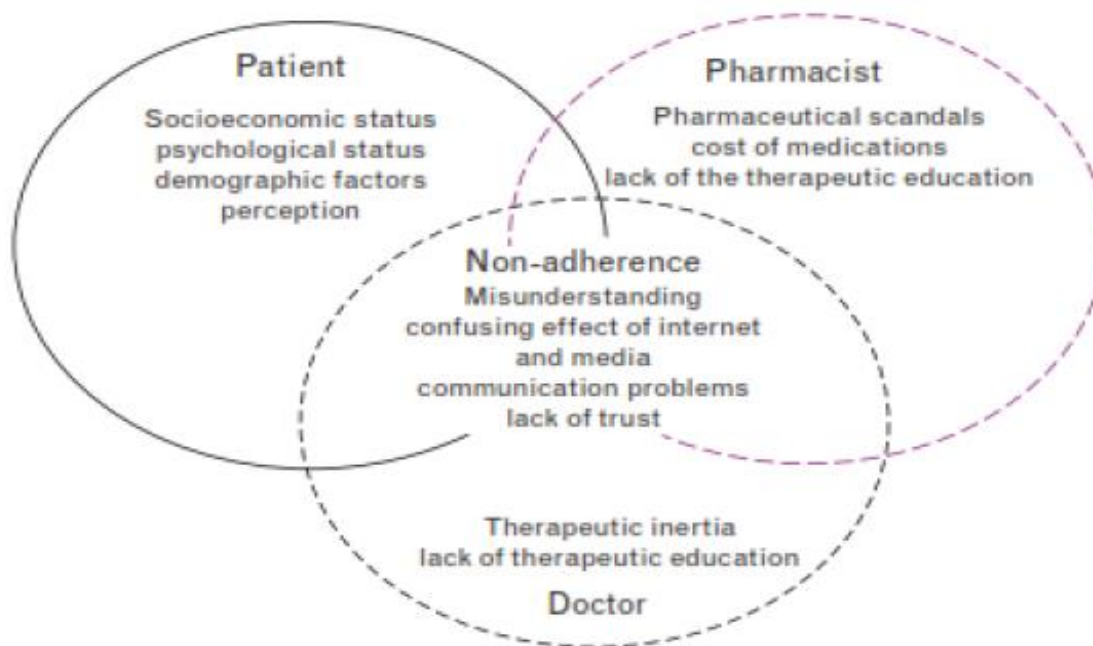 Patient
Socioeconomic status
psychological status
demographic factors
perception
Pharmacist
Pharmaceutical scandals
cost of medications
lack of the therapeutic education
Non-adherence
Misunderstanding
confusing effect of internet
and media
communication problems
lack of trust
Therapeutic inertia
lack of therapeutic education
Doctor